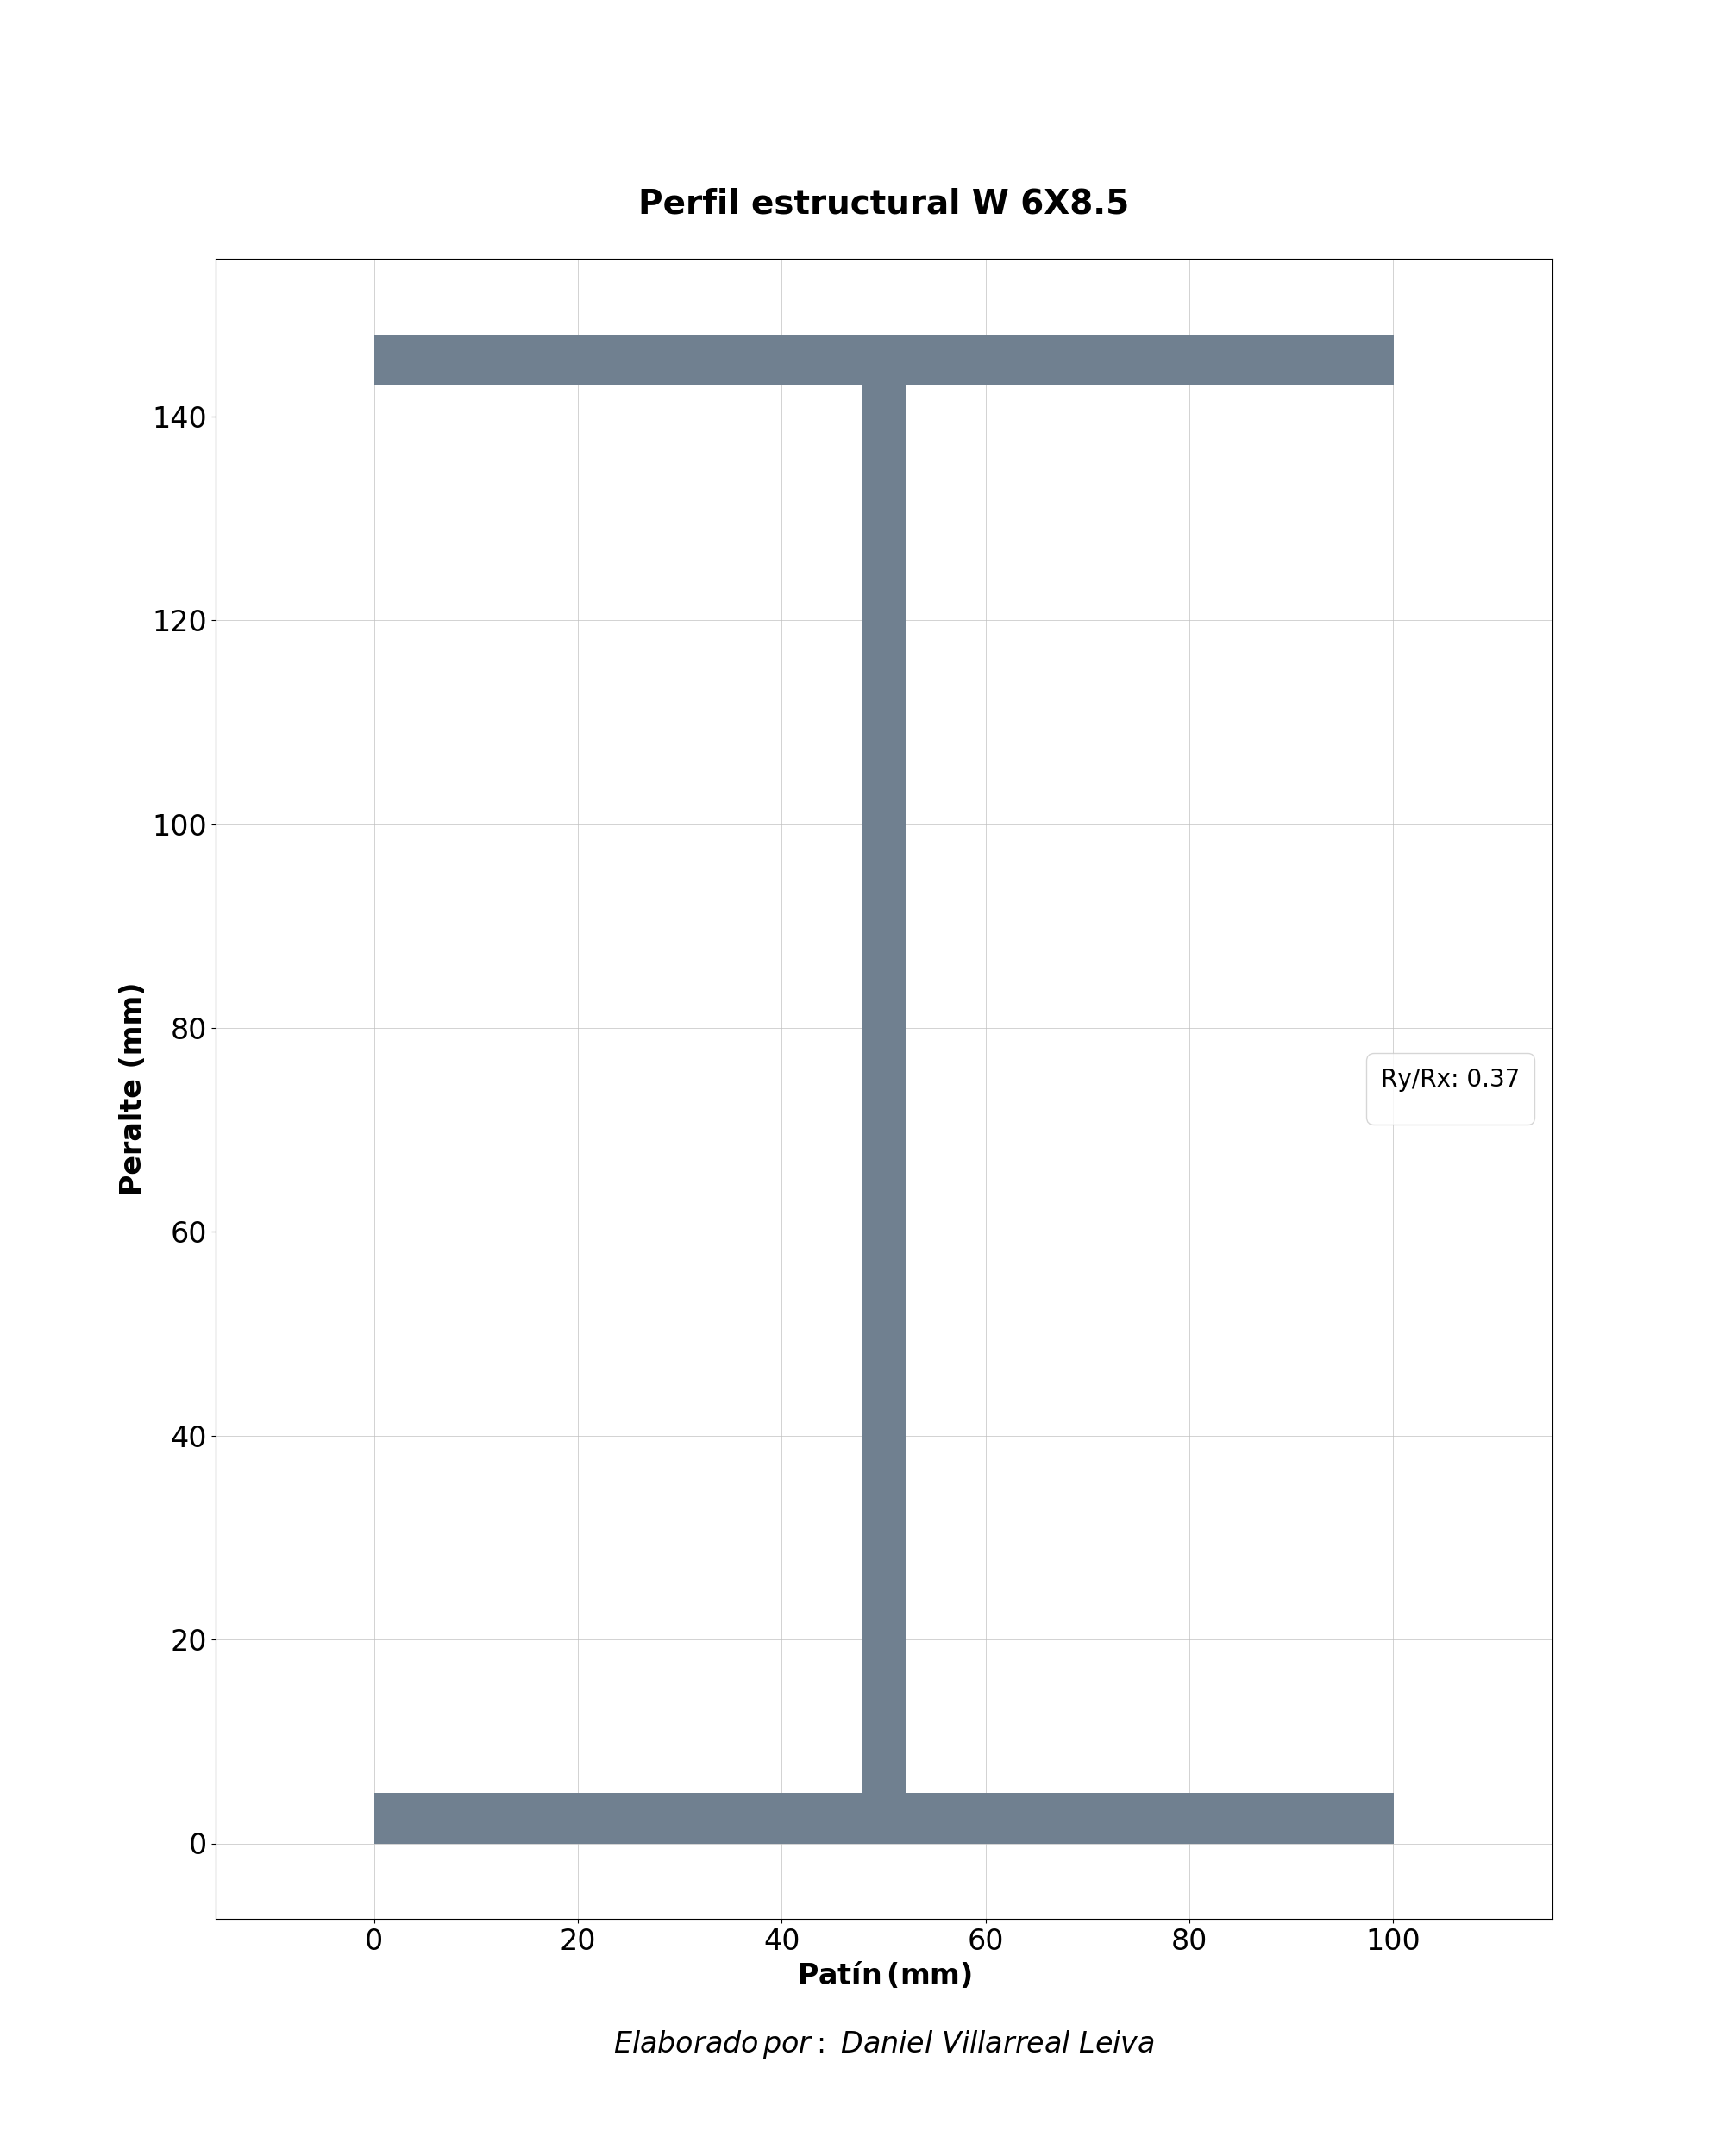 Perfil estructural W 6X8.5
Peralte (mm)
140
120
100
80
60
40
20
0
Ry/Rx: 0.37
0 20 40 60 80 100
Patín (mm)
Elaborado por: Daniel Villarreal Leiva